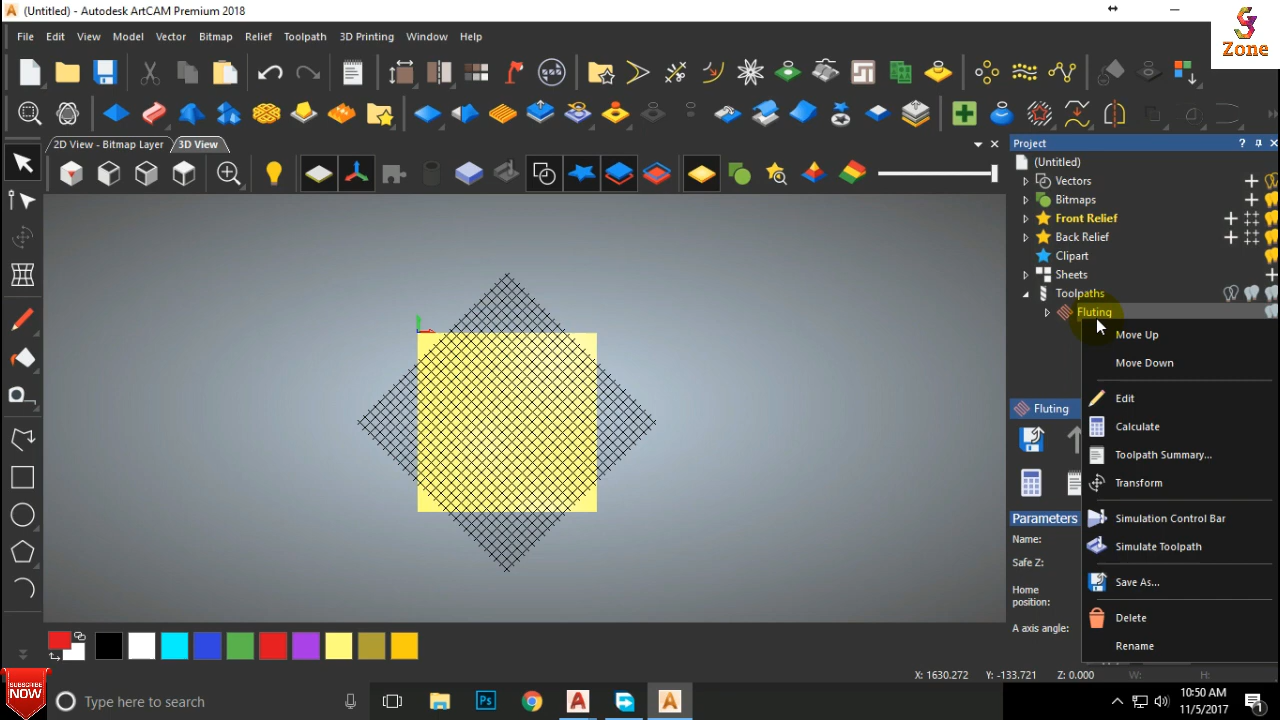 (Untitled) - Autodesk ArtCAM Premium 2018
File Edit View Model Vector Bitmap Relief Toolpath 3D Printing Window Help
Zone
2D View - Bitmap Layer 3D View
Project
(Untitled)
Vectors
Bitmaps
Front Relief
Back Relief
Clipart
Sheets
Toolpaths
Fluting
Move Up
Move Down
Edit
Calculate
Toolpath Summary...
Transform
Simulation Control Bar
Simulate Toolpath
Save As...
Delete
Rename
Fluting
Parameters
Name:
Safe Z:
Home
position:
A axis angle:
X: 1630.272 Y: -133.721 Z: 0.000 W: H:
SUBSCRIBE
NOW
Type here to search
Ps
10:50 AM
11/5/2017